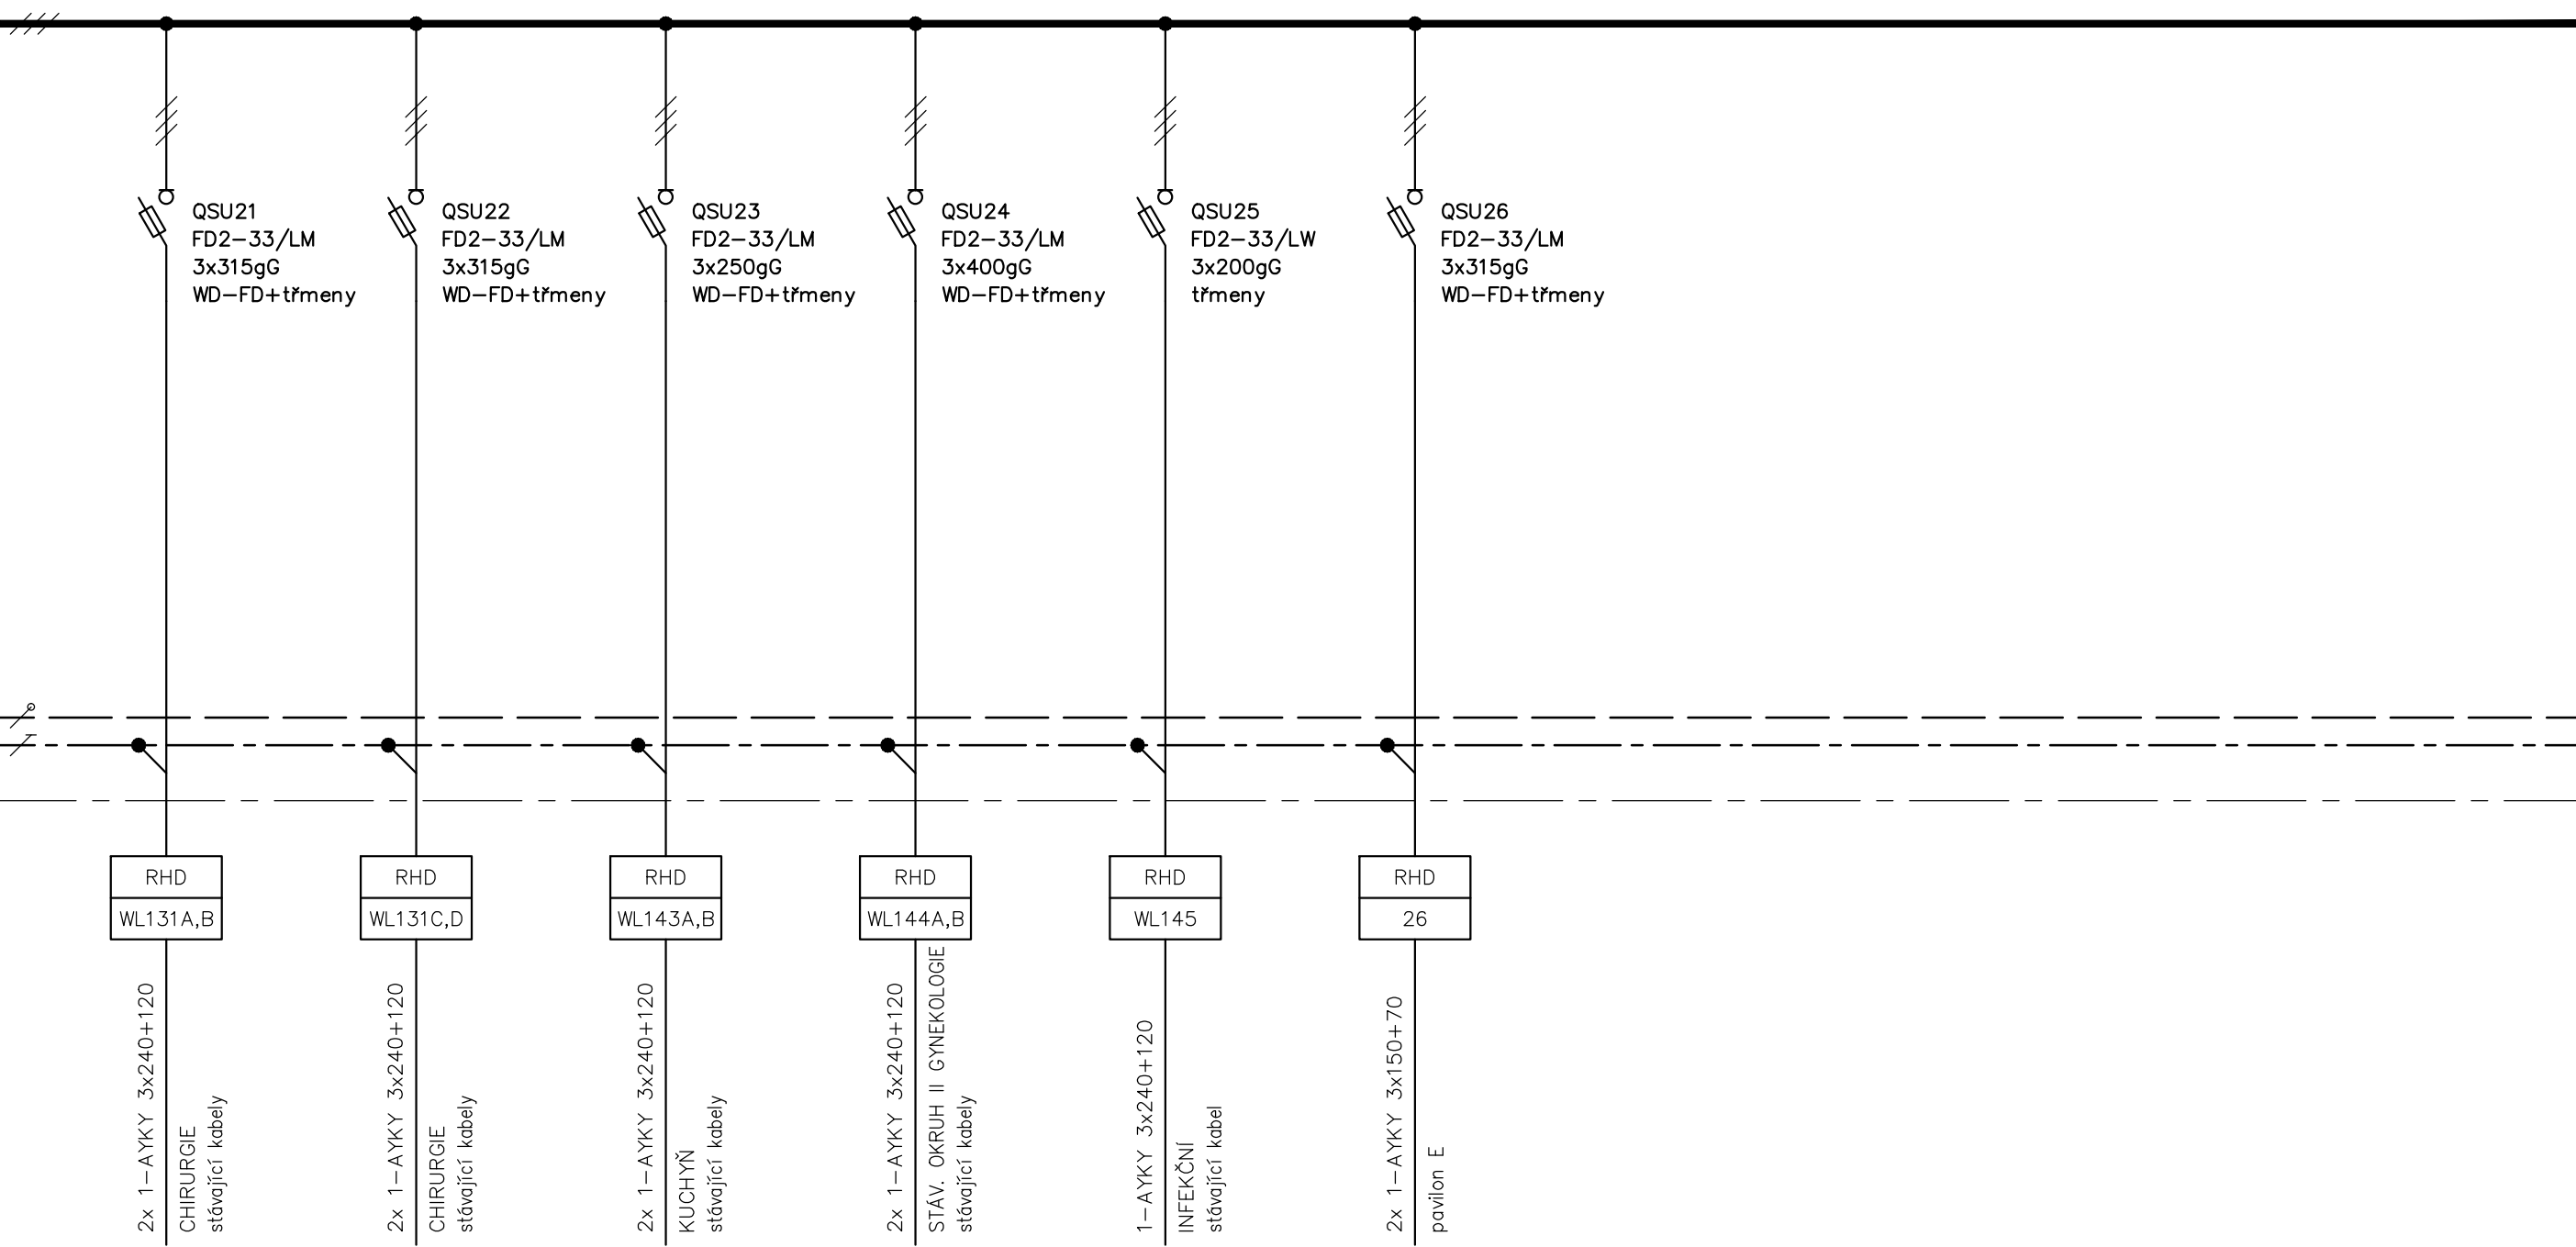 QSU21
FD2-33/LM
3x315gG
WD-FD+třmeny
QSU22
FD2-33/LM
3x315gG
WD-FD+třmeny
QSU23
FD2-33/LM
3x250gG
WD-FD+třmeny
QSU24
FD2-33/LM
3x400gG
WD-FD+třmeny
QSU25
FD2-33/LW
3x200gG
třmeny
QSU26
FD2-33/LM
3x315gG
WD-FD+třmeny
RHD
WL131A,B
2x 1-AYKY 3x240+120
CHIRURGIE
stávající kabely
RHD
WL131C,D
2x 1-AYKY 3x240+120
CHIRURGIE
stávající kabely
RHD
WL143A,B
2x 1-AYKY 3x240+120
KUCHYŇ
stávající kabely
RHD
WL144A,B
2x 1-AYKY 3x240+120
STÁV. OKRUH II GYNEKOLOGIE
stávající kabely
RHD
WL145
1-AYKY 3x240+120
INFEKČNÍ
stávající kabel
RHD
26
2x 1-AYKY 3x150+70
pavilon E